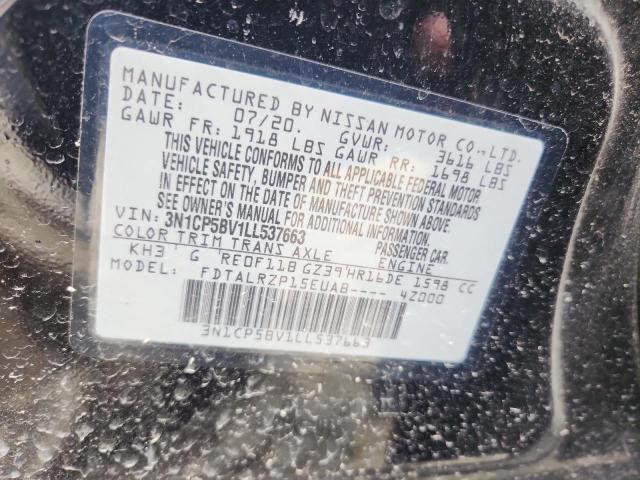 MANUFACTURED BY NISSAN MOTOR CO.,LTD.
DATE: 07/20. GVWR: 3616 LBS
GAWR FR: 1918 LBS GAWR RR: 1698 LBS
THIS VEHICLE CONFORMS TO ALL APPLICABLE FEDERAL MOTOR
VEHICLE SAFETY, BUMPER AND THEFT PREVENTION STANDARDS
IN EFFECT ON THE DATE OF MANUFACTURE SHOWN ABOVE.
SEE OWNER'S MANUAL FOR ADDITIONAL INFORMATION.
VIN: 3N1CP5BV1LL537663 PASSENGER CAR.
COLOR TRIM TRANS AXLE ENGINE
KH3 G RE0F11B GZ39 HR16DE 1598 CC
MODEL: FDTALRZP15EUAB---- 4Z000
3N1CP5BV1LL537663